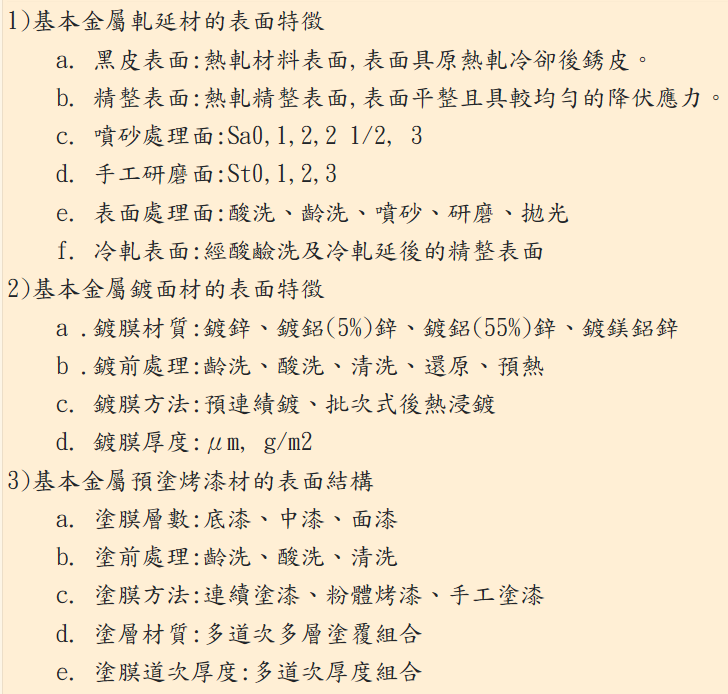 1)基本金屬軋延材的表面特徵
a. 黑皮表面:熱軋材料表面,表面具原熱軋冷卻後銹皮。
b. 精整表面:熱軋精整表面,表面平整且具較均勻的降伏應力。
c. 噴砂處理面:Sa0,1,2,2 1/2, 3
d. 手工研磨面:St0,1,2,3
e. 表面處理面:酸洗、齡洗、噴砂、研磨、拋光
f. 冷軋表面:經酸鹼洗及冷軋延後的精整表面
2)基本金屬鍍面材的表面特徵
a .鍍膜材質:鍍鋅、鍍鋁(5%)鋅、鍍鋁(55%)鋅、鍍鎂鋁鋅
b .鍍前處理:齡洗、酸洗、清洗、還原、預熱
c. 鍍膜方法:預連績鍍、批次式後熱浸鍍
d. 鍍膜厚度:μm, g/m2
3)基本金屬預塗烤漆材的表面結構
a. 塗膜層數:底漆、中漆、面漆
b. 塗前處理:齡洗、酸洗、清洗
c. 塗膜方法:連續塗漆、粉體烤漆、手工塗漆
d. 塗層材質:多道次多層塗覆組合
e. 塗膜道次厚度:多道次厚度組合